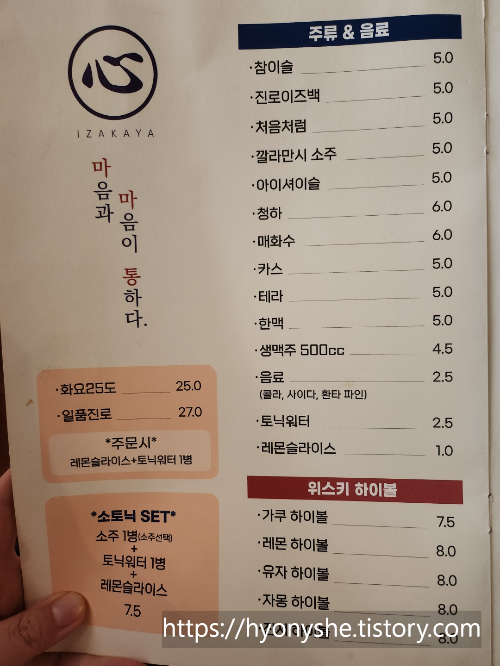 心
IZAKAYA
마음과
마음이
통하다.
·화요25도 25.0
·일품진로 27.0
*주문시*
레몬슬라이스+토닉워터 1병
*소토닉 SET*
소주 1병(소주선택)
+
토닉워터 1병
+
레몬슬라이스
7.5
주류 & 음료
·참이슬 5.0
·진로이즈백 5.0
·처음처럼 5.0
·깔라만시 소주 5.0
·아이셔이슬 5.0
·청하 6.0
·매화수 6.0
·카스 5.0
·테라 5.0
·한맥 5.0
·생맥주 500cc 4.5
·음료 2.5
(콜라, 사이다, 환타 파인)
·토닉워터 2.5
·레몬슬라이스 1.0
위스키 하이볼
·가쿠 하이볼 7.5
·레몬 하이볼 8.0
·유자 하이볼 8.0
·자몽 하이볼 8.0
하이볼 8.0
https://hyonyshe.tistory.com